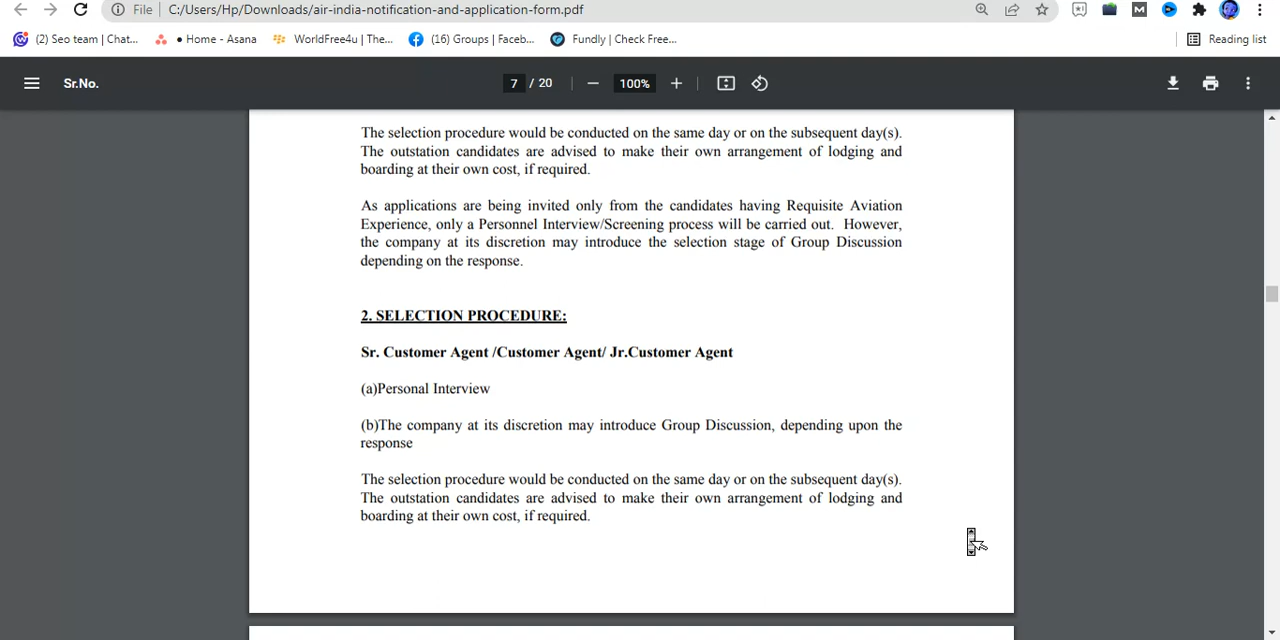 File | C:/Users/Hp/Downloads/air-india-notification-and-application-form.pdf
(2) Seo team | Chat... • Home - Asana WorldFree4u | The... (16) Groups | Faceb... Fundly | Check Free... Reading list
Sr.No. 7 / 20 100%
The selection procedure would be conducted on the same day or on the subsequent day(s).
The outstation candidates are advised to make their own arrangement of lodging and
boarding at their own cost, if required.
As applications are being invited only from the candidates having Requisite Aviation
Experience, only a Personnel Interview/Screening process will be carried out. However,
the company at its discretion may introduce the selection stage of Group Discussion
depending on the response.
2. SELECTION PROCEDURE:
Sr. Customer Agent /Customer Agent/ Jr.Customer Agent
(a)Personal Interview
(b)The company at its discretion may introduce Group Discussion, depending upon the
response
The selection procedure would be conducted on the same day or on the subsequent day(s).
The outstation candidates are advised to make their own arrangement of lodging and
boarding at their own cost, if required.